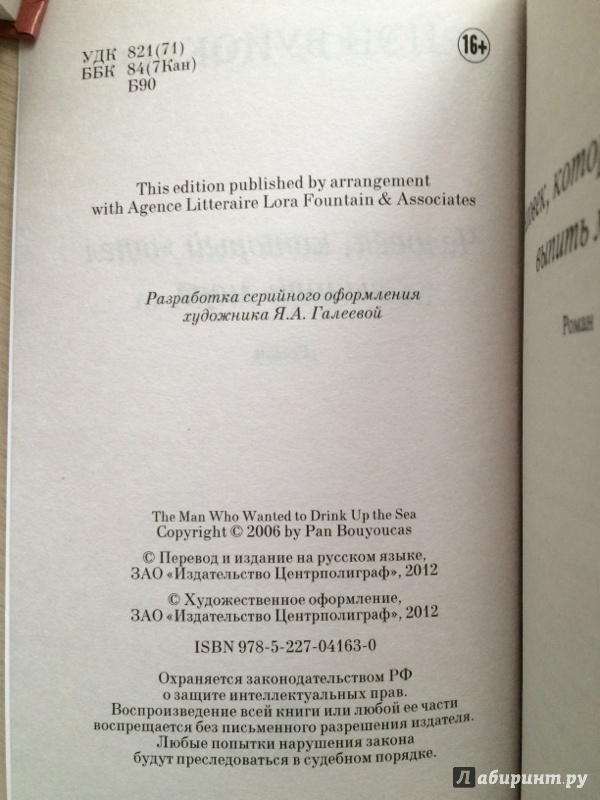 УДК 821(71)
ББК 84(7Кан)
Б90
16+
This edition published by arrangement
with Agence Litteraire Lora Fountain & Associates
Разработка серийного оформления
художника Я.А. Галеевой
The Man Who Wanted to Drink Up the Sea
Copyright © 2006 by Pan Bouyoucas
© Перевод и издание на русском языке,
ЗАО «Издательство Центрполиграф», 2012
© Художественное оформление,
ЗАО «Издательство Центрполиграф», 2012
ISBN 978-5-227-04163-0
Охраняется законодательством РФ
о защите интеллектуальных прав.
Воспроизведение всей книги или любой ее части
воспрещается без письменного разрешения издателя.
Любые попытки нарушения закона
будут преследоваться в судебном порядке.
выпить
Роман
Лабиринт.ру